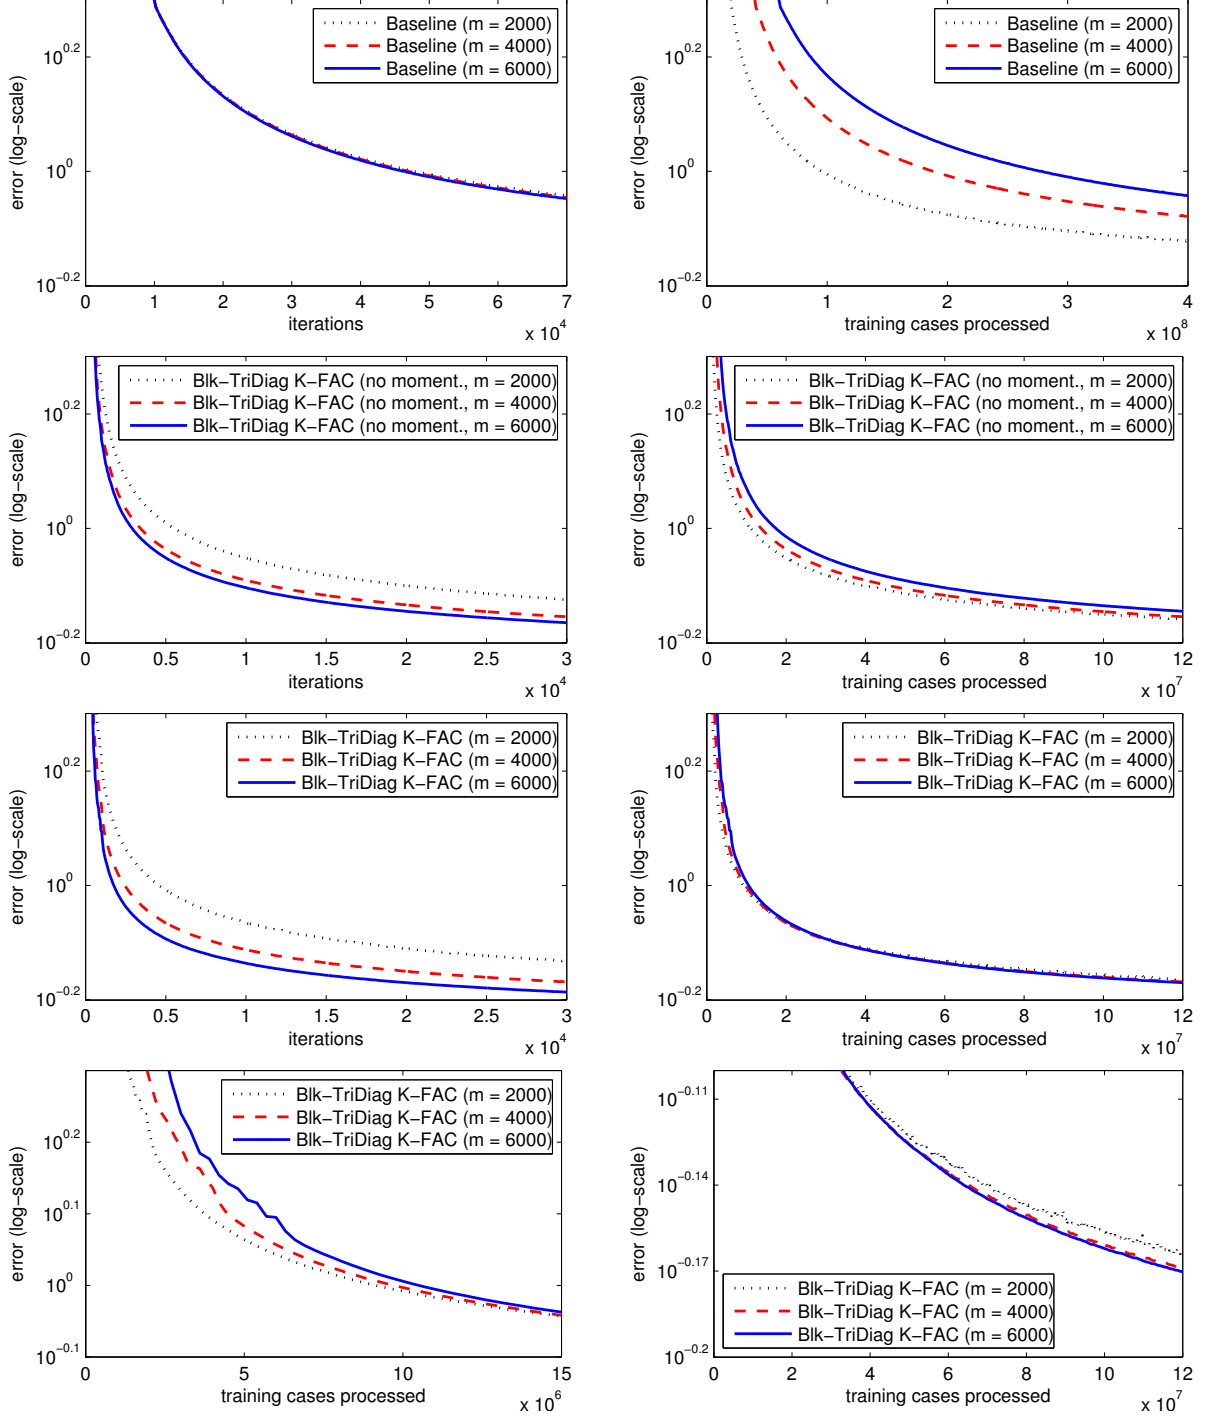 Baseline (m = 2000)
Baseline (m = 4000)
Baseline (m = 6000)
error (log−scale)
10^0.2
10^0
10^−0.2
0 1 2 3 4 5 6 7
iterations
x 10^4
Baseline (m = 2000)
Baseline (m = 4000)
Baseline (m = 6000)
error (log−scale)
10^0.2
10^0
10^−0.2
0 1 2 3 4
training cases processed
x 10^8
Blk−TriDiag K−FAC (no moment., m = 2000)
Blk−TriDiag K−FAC (no moment., m = 4000)
Blk−TriDiag K−FAC (no moment., m = 6000)
error (log−scale)
10^0.2
10^0
10^−0.2
0 0.5 1 1.5 2 2.5 3
iterations
x 10^4
Blk−TriDiag K−FAC (no moment., m = 2000)
Blk−TriDiag K−FAC (no moment., m = 4000)
Blk−TriDiag K−FAC (no moment., m = 6000)
error (log−scale)
10^0.2
10^0
10^−0.2
0 2 4 6 8 10 12
training cases processed
x 10^7
Blk−TriDiag K−FAC (m = 2000)
Blk−TriDiag K−FAC (m = 4000)
Blk−TriDiag K−FAC (m = 6000)
error (log−scale)
10^0.2
10^0
10^−0.2
0 0.5 1 1.5 2 2.5 3
iterations
x 10^4
Blk−TriDiag K−FAC (m = 2000)
Blk−TriDiag K−FAC (m = 4000)
Blk−TriDiag K−FAC (m = 6000)
error (log−scale)
10^0.2
10^0
10^−0.2
0 2 4 6 8 10 12
training cases processed
x 10^7
Blk−TriDiag K−FAC (m = 2000)
Blk−TriDiag K−FAC (m = 4000)
Blk−TriDiag K−FAC (m = 6000)
error (log−scale)
10^0.2
10^0.1
10^0
10^−0.1
0 5 10 15
training cases processed
x 10^6
error (log−scale)
10^−0.11
10^−0.14
10^−0.17
10^−0.2
Blk−TriDiag K−FAC (m = 2000)
Blk−TriDiag K−FAC (m = 4000)
Blk−TriDiag K−FAC (m = 6000)
0 2 4 6 8 10 12
training cases processed
x 10^7